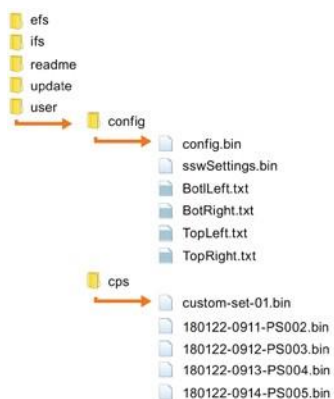 efs
ifs
readme
update
user
config
config.bin
sswSettings.bin
BotlLeft.txt
BotRight.txt
TopLeft.txt
TopRight.txt
cps
custom-set-01.bin
180122-0911-PS002.bin
180122-0912-PS003.bin
180122-0913-PS004.bin
180122-0914-PS005.bin